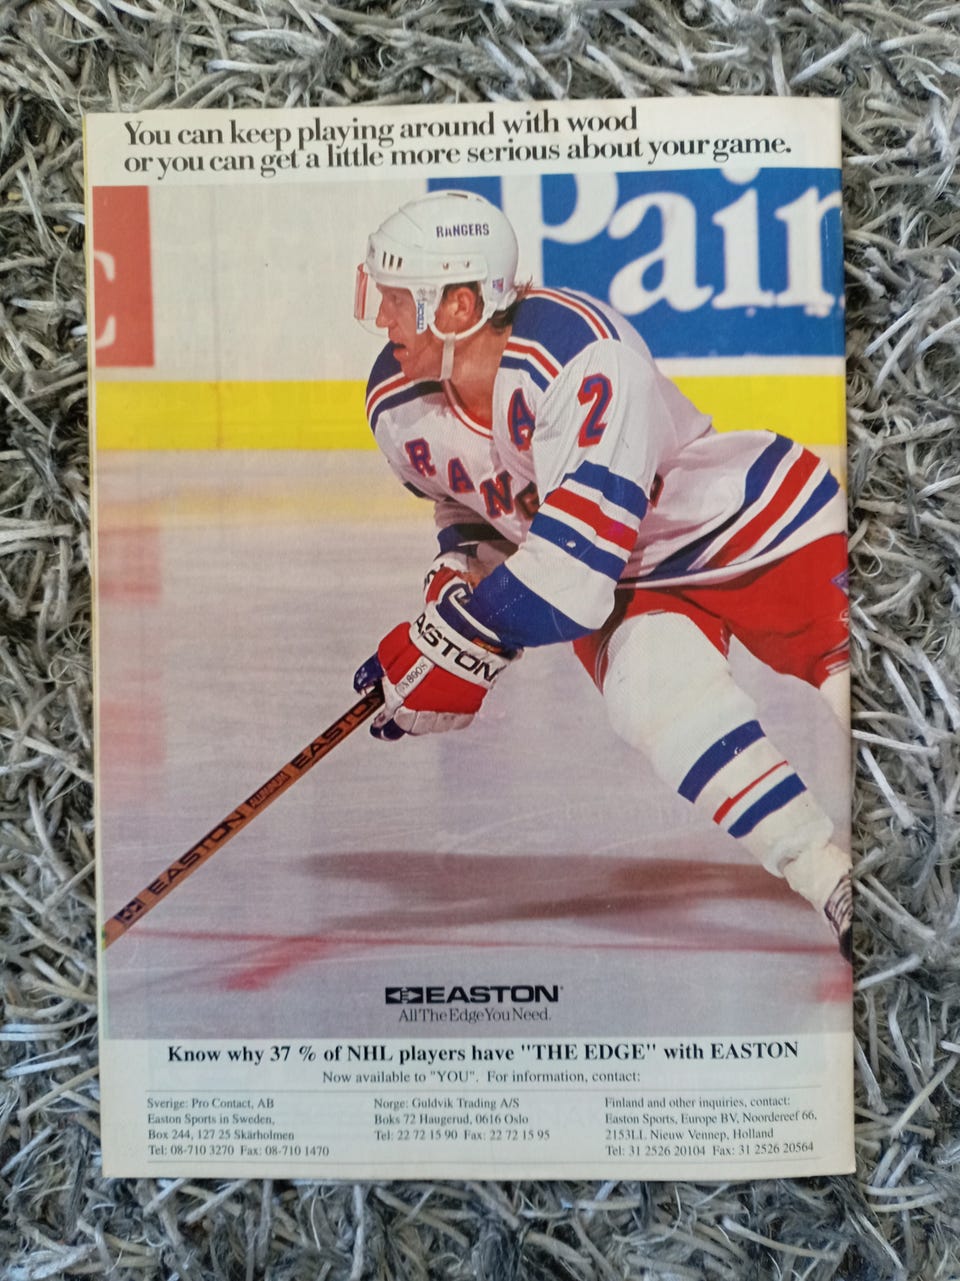 You can keep playing around with wood
or you can get a little more serious about your game.
RANGERS
Pain
A
2
RANG
EASTON
EASTON
ALUMINUM
EASTON
EASTON
All The Edge You Need.
Know why 37 % of NHL players have "THE EDGE" with EASTON
Now available to "YOU". For information, contact:
Sverige: Pro Contact, AB
Easton Sports in Sweden,
Box 244, 127 25 Skärholmen
Tel: 08-710 3270 Fax: 08-710 1470
Norge: Guldvik Trading A/S
Boks 72 Haugerud, 0616 Oslo
Tel: 22 72 15 90 Fax: 22 72 15 95
Finland and other inquiries, contact:
Easton Sports, Europe BV, Noordereef 66,
2153LL Nieuw Vennep, Holland
Tel: 31 2526 20104 Fax: 31 2526 20564